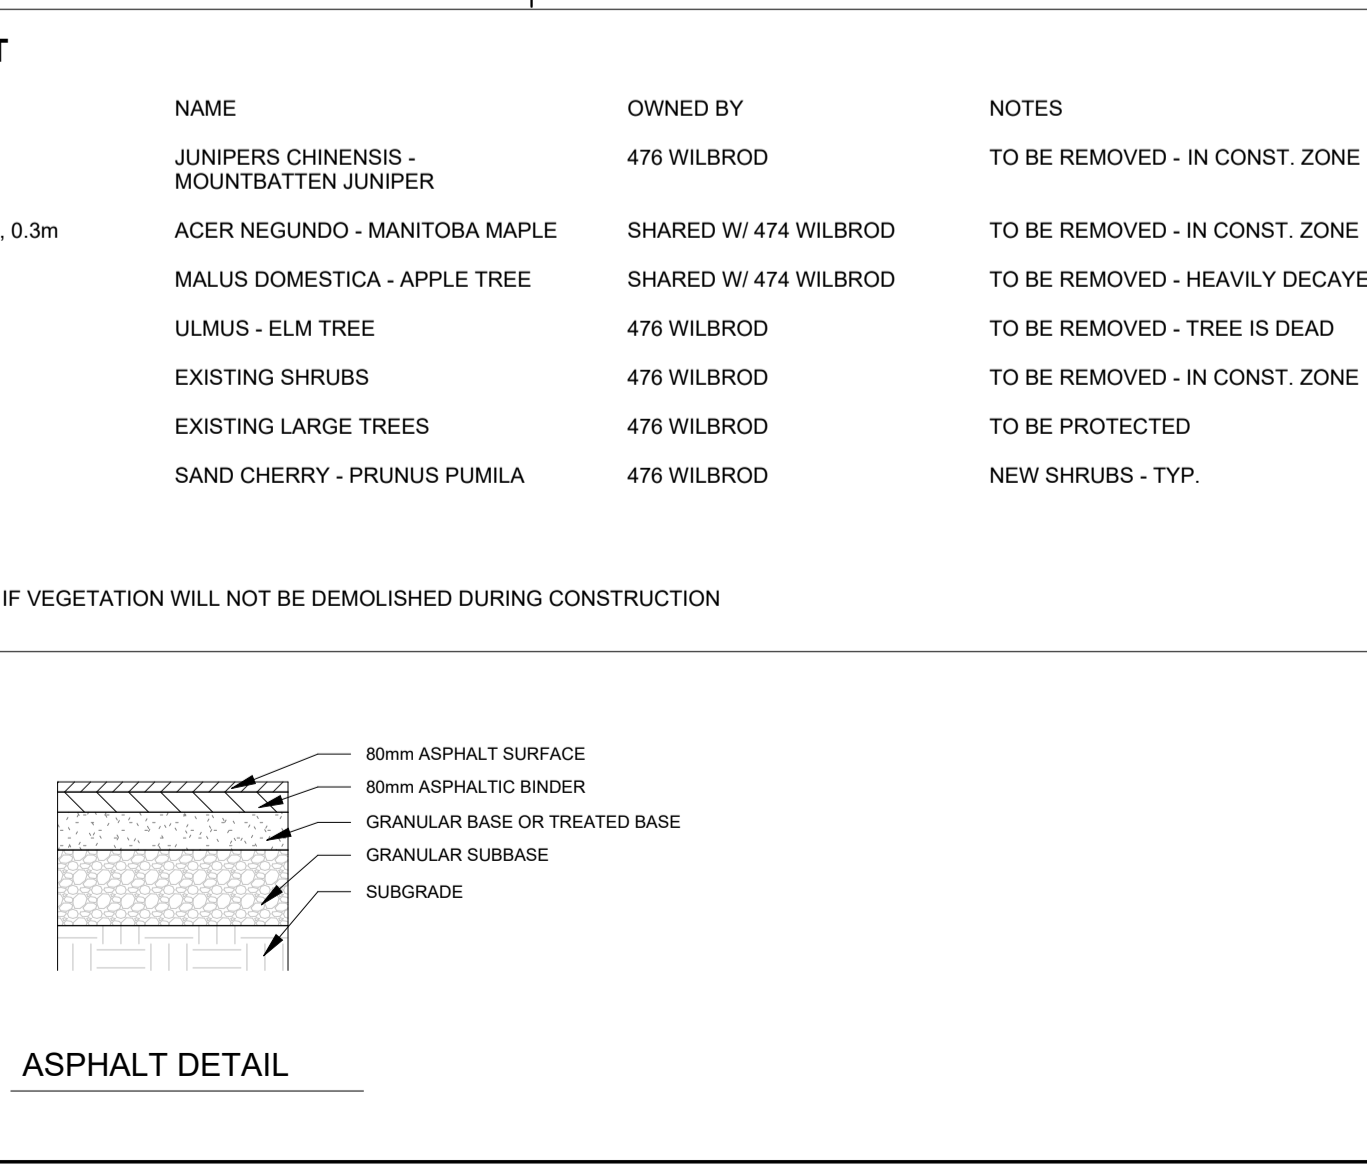 T
NAME OWNED BY NOTES
JUNIPERS CHINENSIS - 476 WILBROD TO BE REMOVED - IN CONST. ZONE
MOUNTBATTEN JUNIPER
, 0.3m ACER NEGUNDO - MANITOBA MAPLE SHARED W/ 474 WILBROD TO BE REMOVED - IN CONST. ZONE
MALUS DOMESTICA - APPLE TREE SHARED W/ 474 WILBROD TO BE REMOVED - HEAVILY DECAYE
ULMUS - ELM TREE 476 WILBROD TO BE REMOVED - TREE IS DEAD
EXISTING SHRUBS 476 WILBROD TO BE REMOVED - IN CONST. ZONE
EXISTING LARGE TREES 476 WILBROD TO BE PROTECTED
SAND CHERRY - PRUNUS PUMILA 476 WILBROD NEW SHRUBS - TYP.
IF VEGETATION WILL NOT BE DEMOLISHED DURING CONSTRUCTION
80mm ASPHALT SURFACE
80mm ASPHALTIC BINDER
GRANULAR BASE OR TREATED BASE
GRANULAR SUBBASE
SUBGRADE
ASPHALT DETAIL